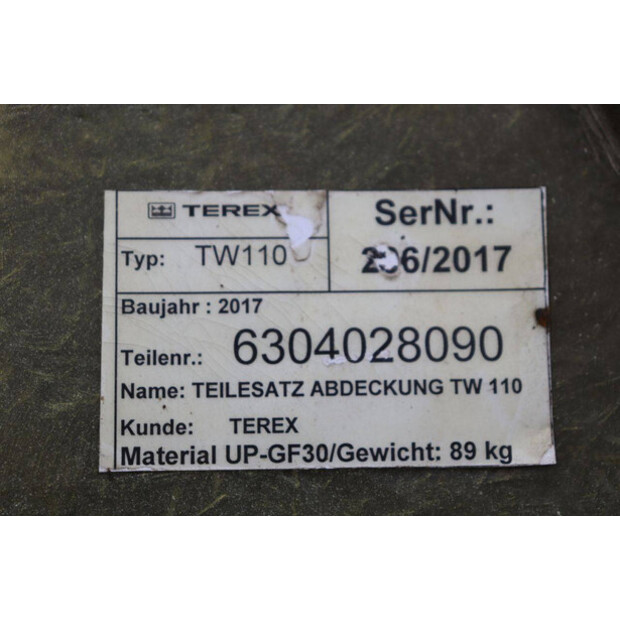 TEREX
Typ: TW110
SerNr.:
/2017
Baujahr : 2017
Teilenr.: 6304028090
Name: TEILESATZ ABDECKUNG TW 110
Kunde: TEREX
Material UP-GF30/Gewicht: 89 kg